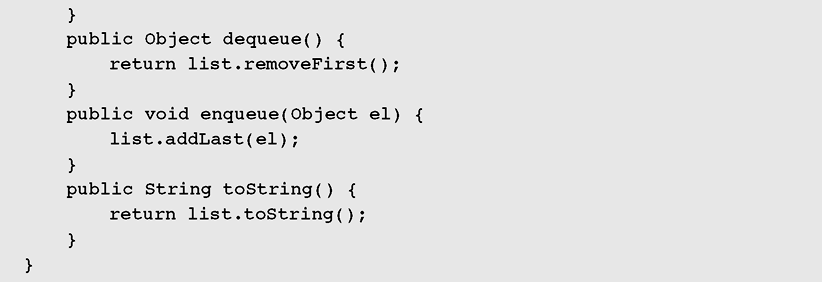 }
    public Object dequeue() {
        return list.removeFirst();
    }
    public void enqueue(Object el) {
        list.addLast(el);
    }
    public String toString() {
        return list.toString();
    }
}